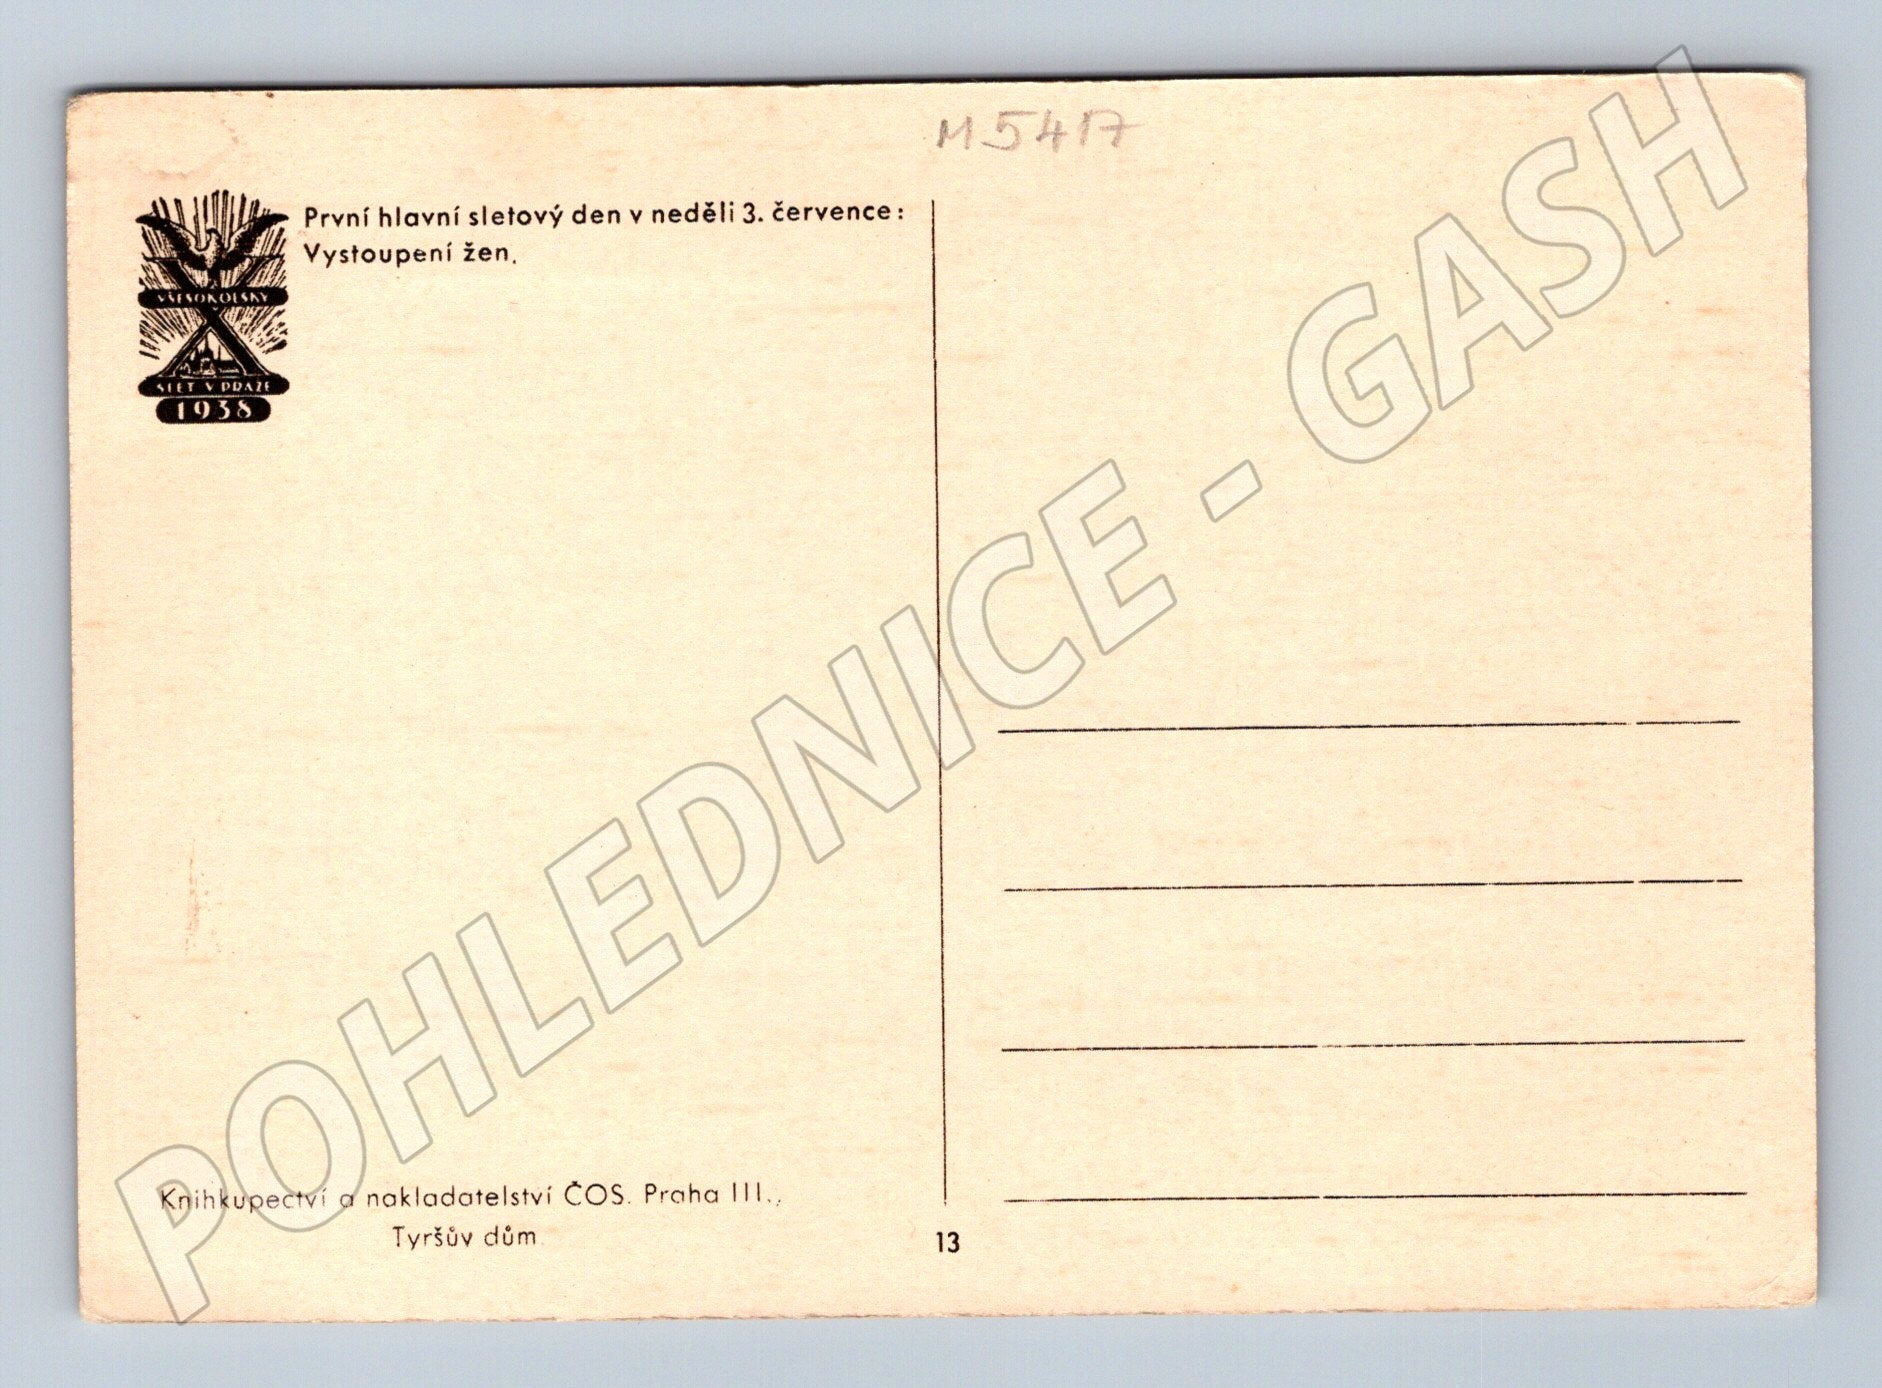 M 5417
První hlavní sletový den v neděli 3. července:
Vystoupení žen.
VŠESOKOLSKÝ
X
SLET V PRAZE
1938
POHLEDNICE - GASH
Knihkupectví a nakladatelství ČOS. Praha III.,
Tyršův dům
13